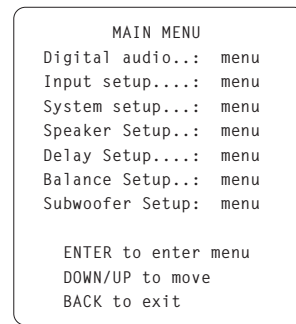 MAIN MENU
Digital audio..: menu
Input setup....: menu
System setup...: menu
Speaker Setup..: menu
Delay Setup....: menu
Balance Setup..: menu
Subwoofer Setup: menu
ENTER to enter menu
DOWN/UP to move
BACK to exit